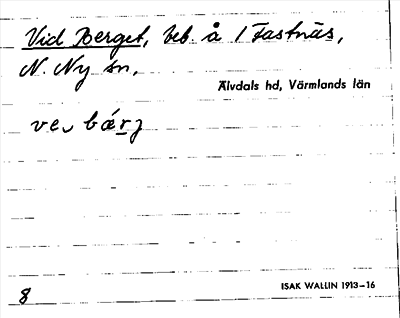 Vid Berget, beb. å 1 Fastnäs,
N. Ny sn,
Älvdals hd, Värmlands län
ve⌣ bærj
ISAK WALLIN 1913-16
8